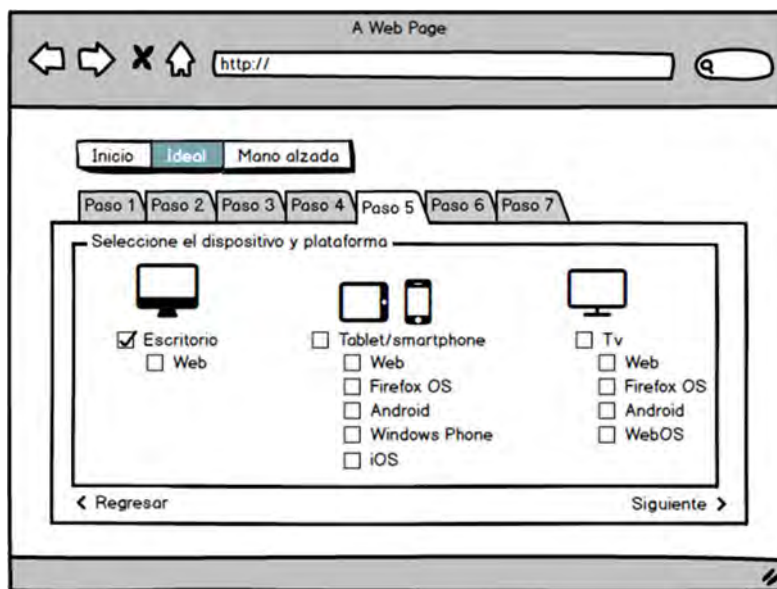 A Web Page
http://
Inicio Ideal Mano alzada
Paso 1 Paso 2 Paso 3 Paso 4 Paso 5 Paso 6 Paso 7
Seleccione el dispositivo y plataforma
Escritorio Tablet/smartphone Tv
Web Web Web
Firefox OS Firefox OS
Android Android
Windows Phone WebOS
iOS
< Regresar Siguiente >